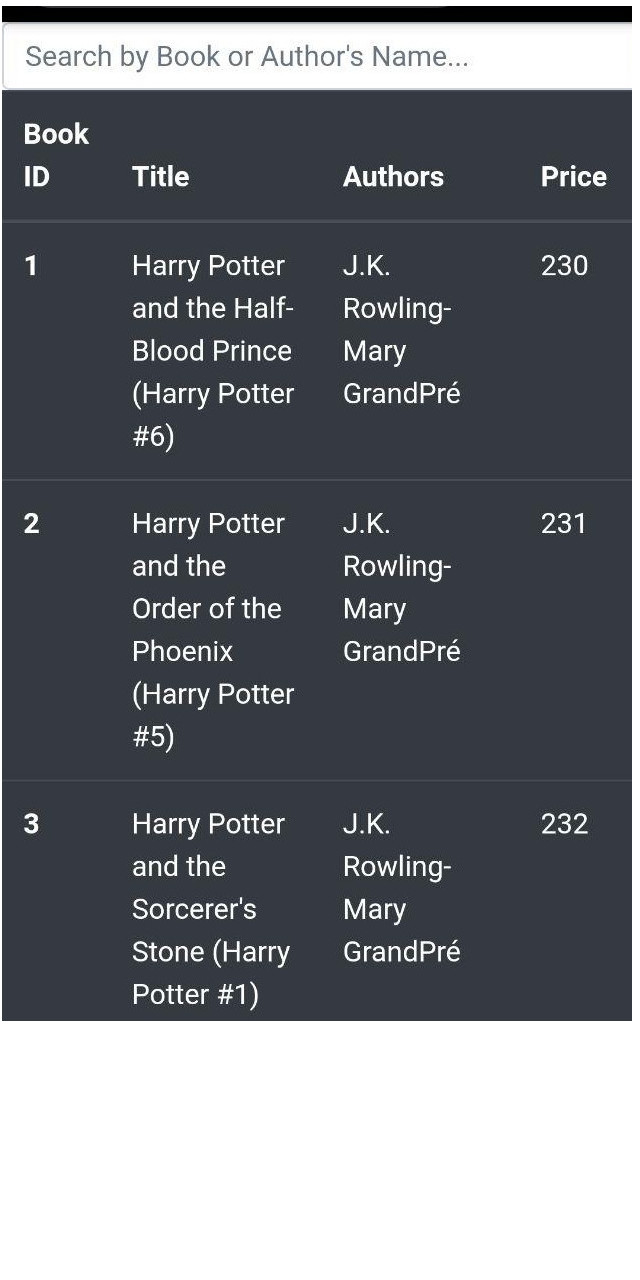 Search by Book or Author's Name...
Book
ID Title Authors Price
1 Harry Potter J.K. 230
and the Half- Rowling-
Blood Prince Mary
(Harry Potter GrandPré
#6)
2 Harry Potter J.K. 231
and the Rowling-
Order of the Mary
Phoenix GrandPré
(Harry Potter
#5)
3 Harry Potter J.K. 232
and the Rowling-
Sorcerer's Mary
Stone (Harry GrandPré
Potter #1)